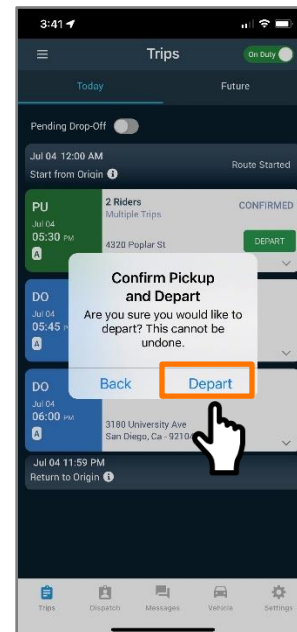 3:41
Trips
On Duty
Today
Future
Pending Drop-Off
Jul 04 12:00 AM
Start from Origin
Route Started
PU
Jul 04
05:30 PM
A
2 Riders
Multiple Trips
CONFIRMED
4320 Poplar St
DEPART
Confirm Pickup
and Depart
Are you sure you would like to
depart? This cannot be
undone.
Back
Depart
DO
Jul 04
05:45
A
DO
Jul 04
06:00 PM
A
3180 University Ave
San Diego, Ca - 92104
Jul 04 11:59 PM
Return to Origin
Trips
Dispatch
Messages
Vehicle
Settings